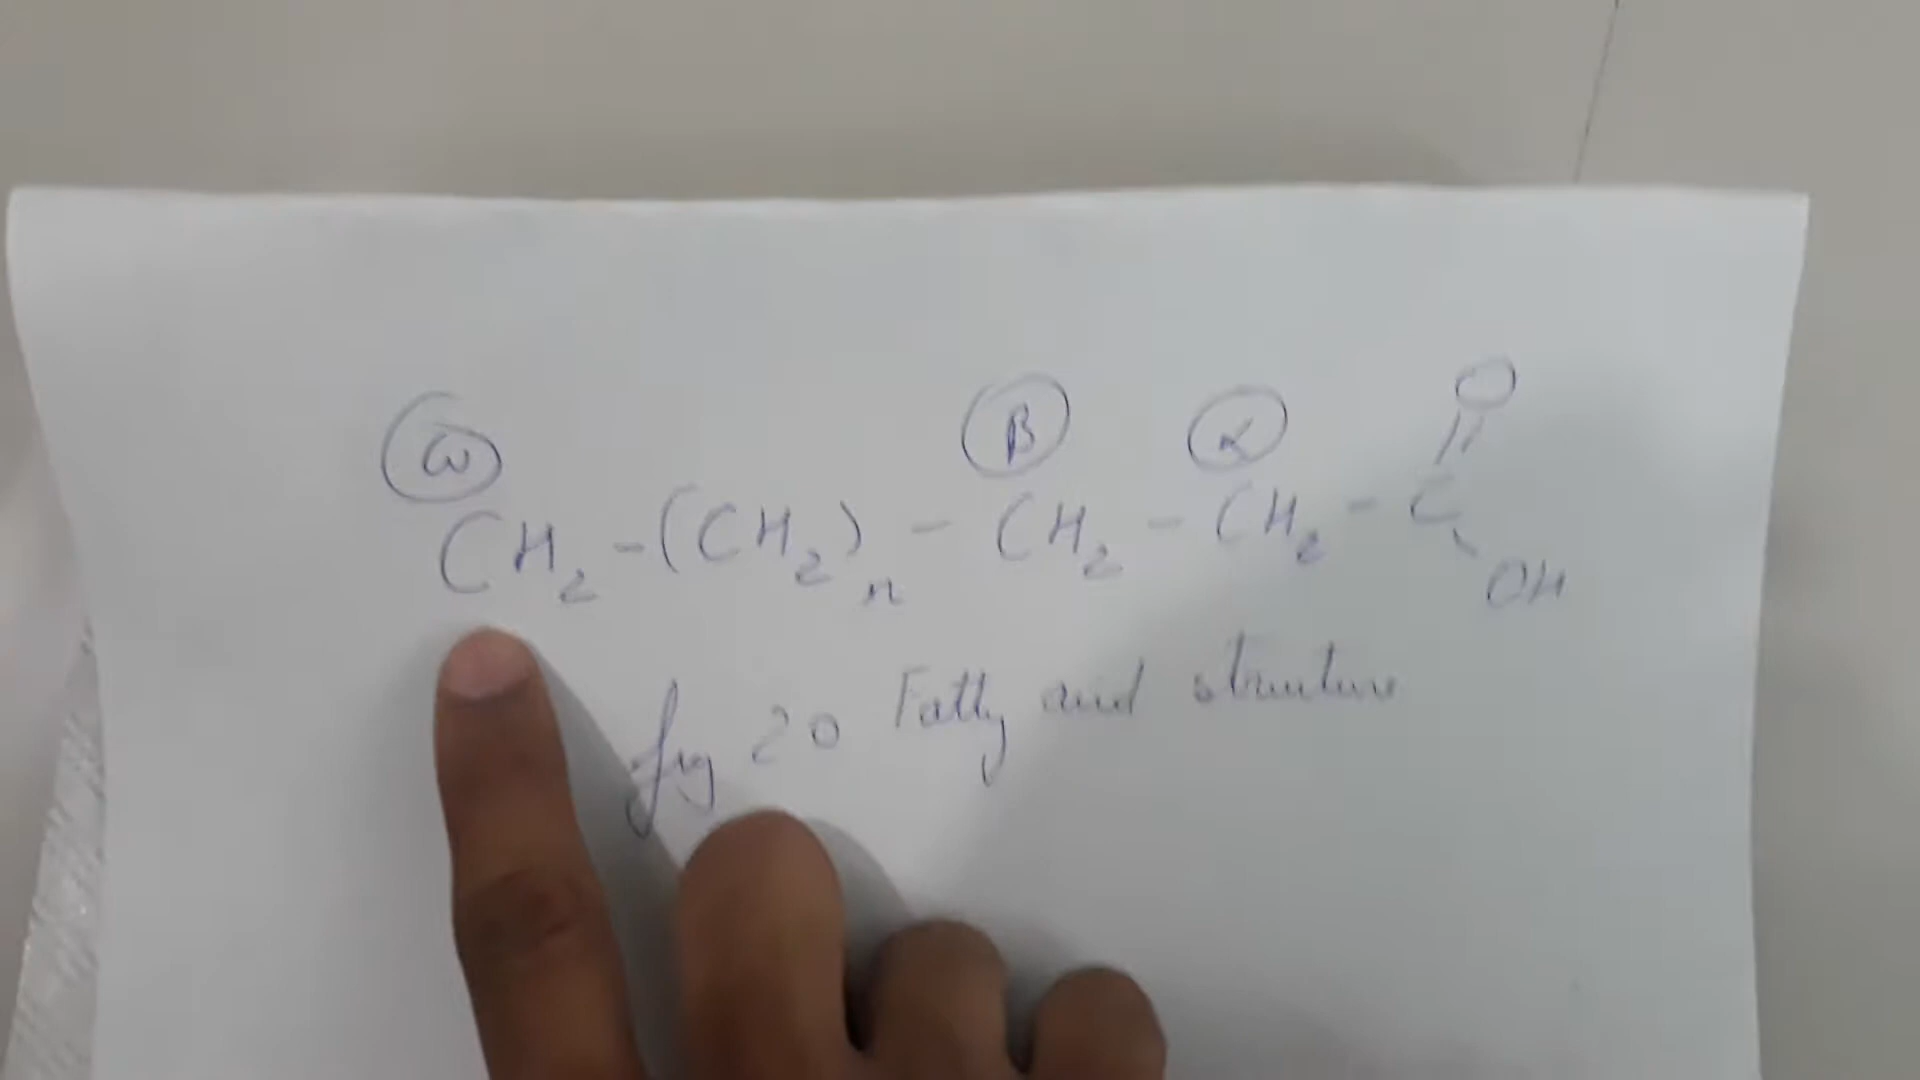 ω β α O
CH₂-(CH₂)ₙ - CH₂ - CH₂ - C
OH
fig 20 Fatty acid structure